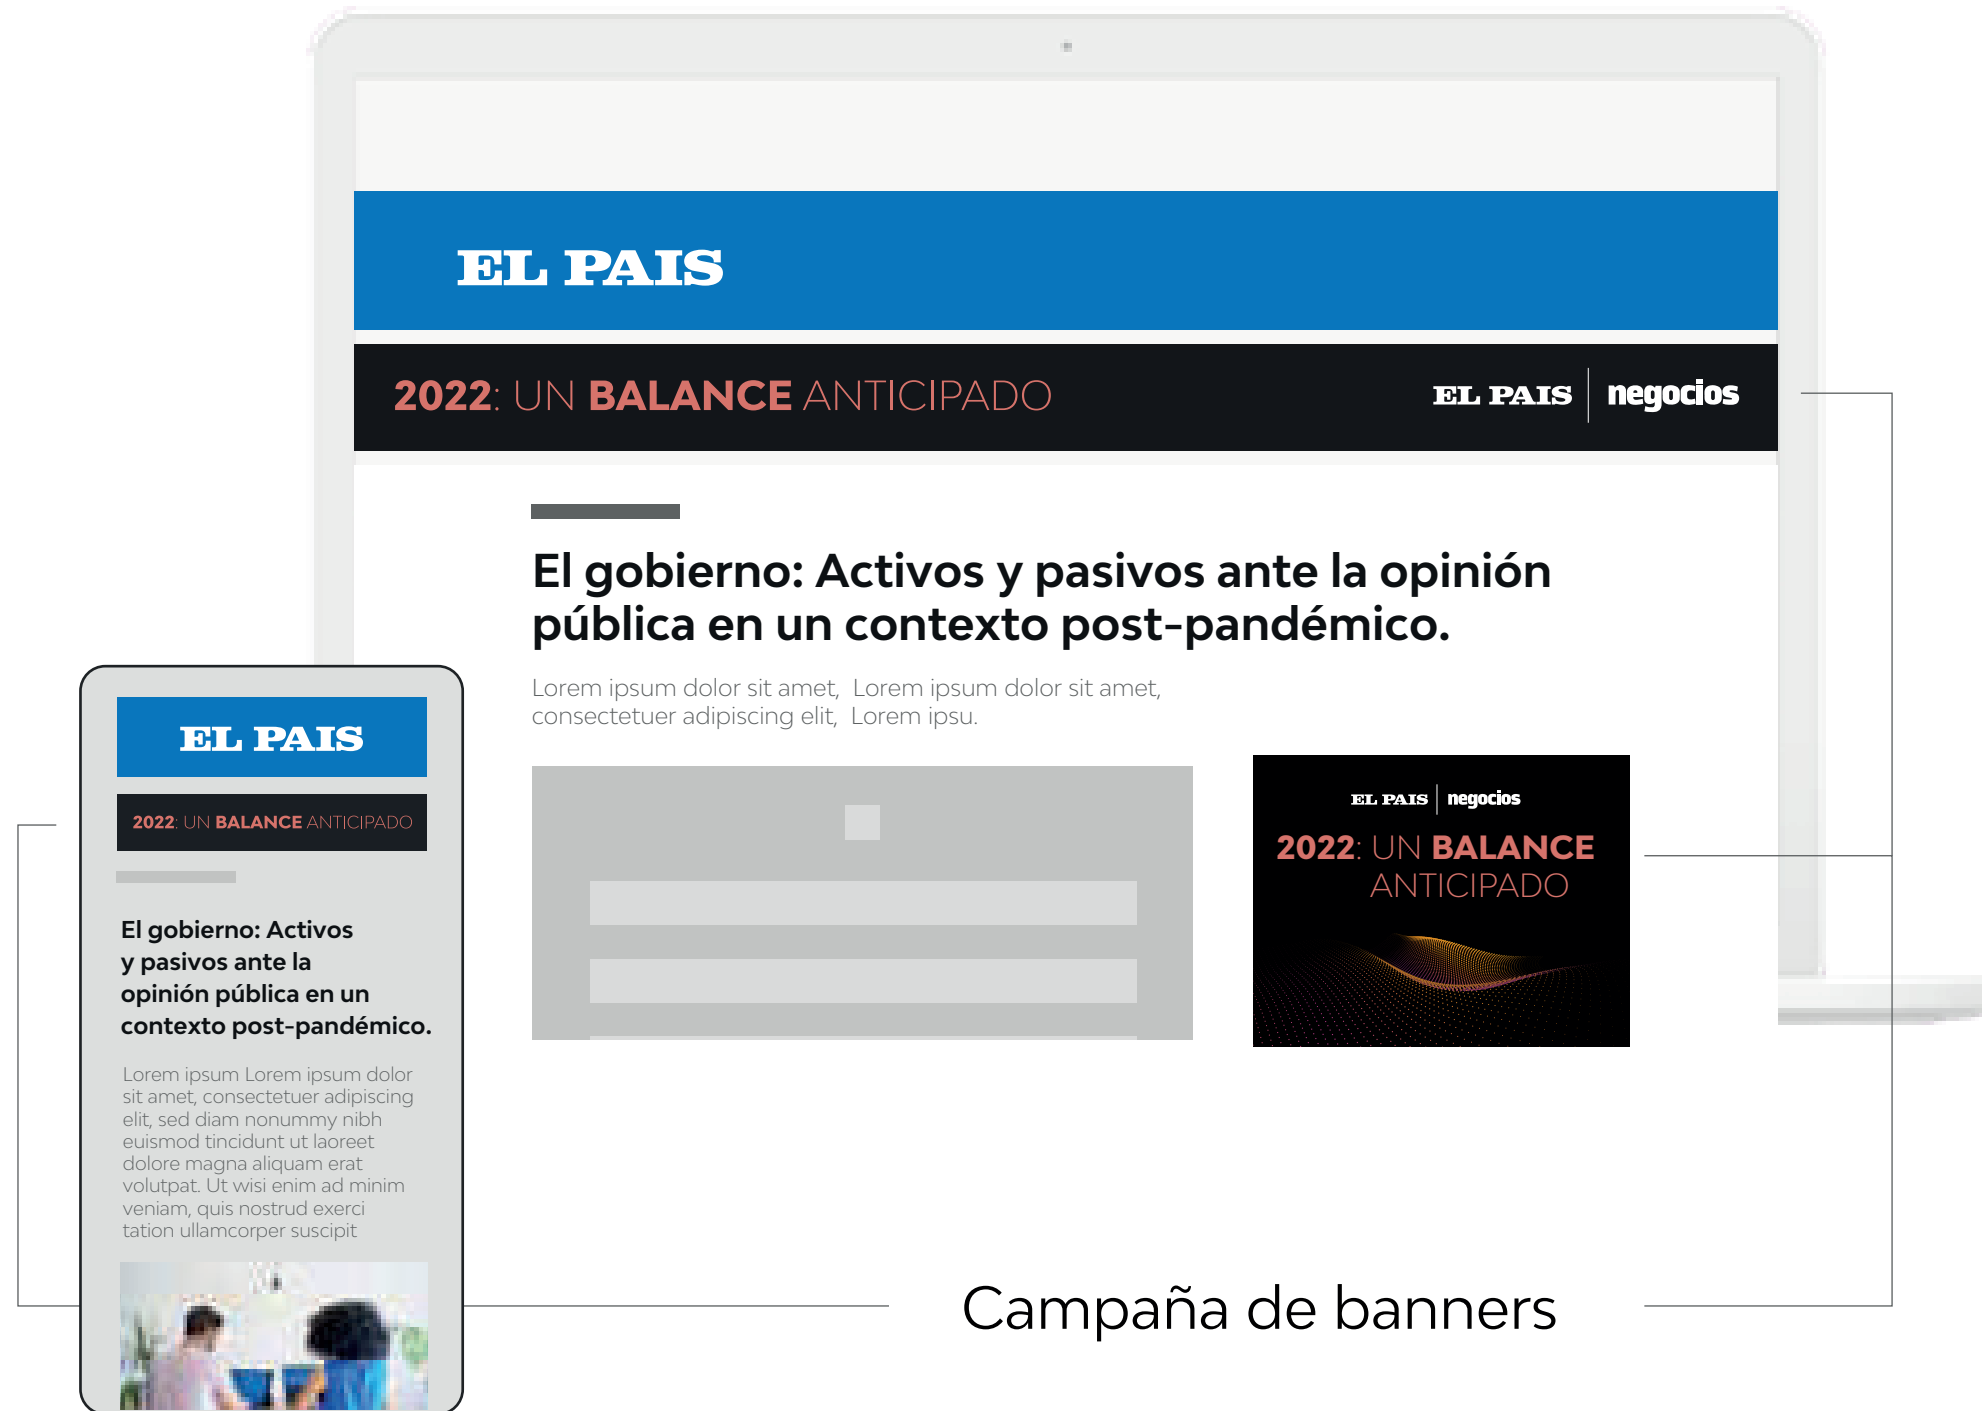 EL PAIS
2022: UN BALANCE ANTICIPADO
EL PAIS | negocios
El gobierno: Activos y pasivos ante la opinión
pública en un contexto post-pandémico.
Lorem ipsum dolor sit amet, Lorem ipsum dolor sit amet,
consectetuer adipiscing elit, Lorem ipsu.
EL PAIS | negocios
2022: UN BALANCE
ANTICIPADO
EL PAIS
2022: UN BALANCE ANTICIPADO
El gobierno: Activos
y pasivos ante la
opinión pública en un
contexto post-pandémico.
Lorem ipsum Lorem ipsum dolor
sit amet, consectetuer adipiscing
elit, sed diam nonummy nibh
euismod tincidunt ut laoreet
dolore magna aliquam erat
volutpat. Ut wisi enim ad minim
veniam, quis nostrud exerci
tation ullamcorper suscipit
Campaña de banners